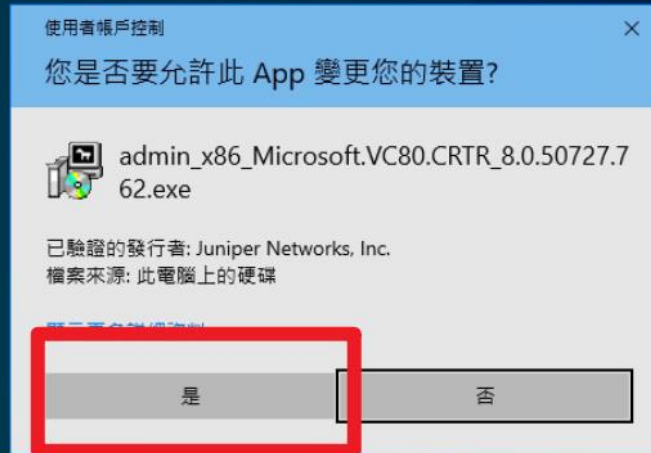 使用者帳戶控制
您是否要允許此 App 變更您的裝置?
admin_x86_Microsoft.VC80.CRTR_8.0.50727.7
62.exe
已驗證的發行者: Juniper Networks, Inc.
檔案來源: 此電腦上的硬碟
是
否